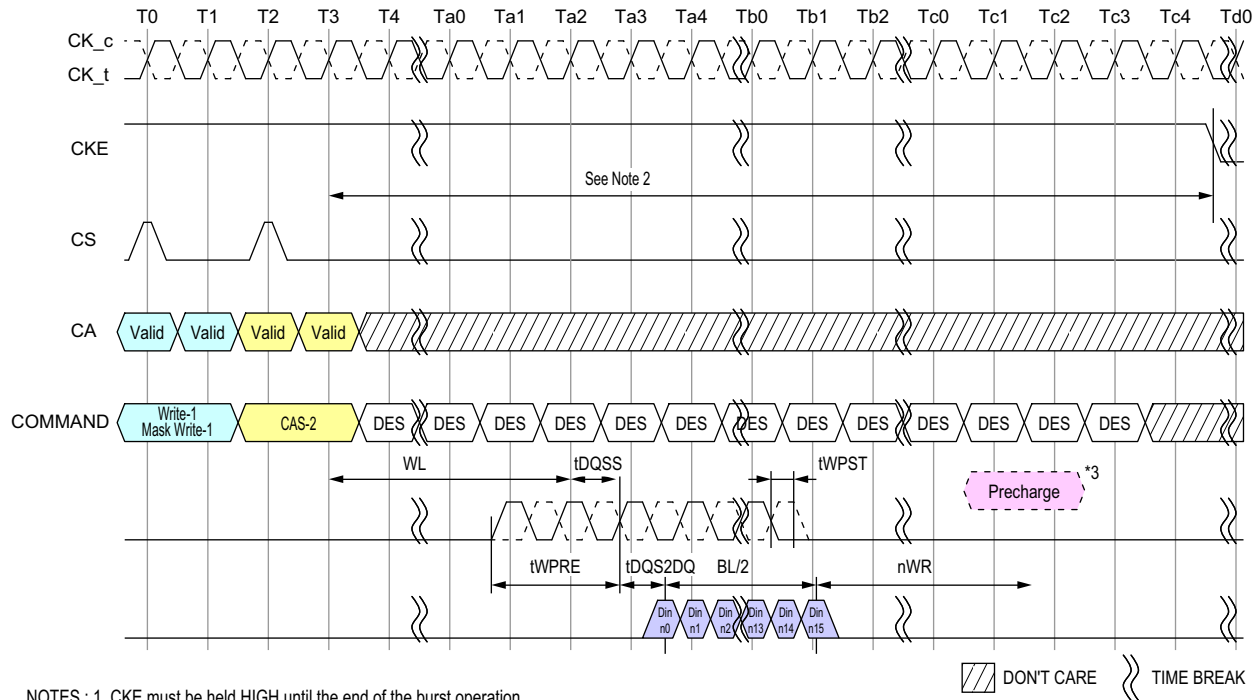 T0 T1 T2 T3 T4 Ta0 Ta1 Ta2 Ta3 Ta4 Tb0 Tb1 Tb2 Tc0 Tc1 Tc2 Tc3 Tc4 Td0
CK_c
CK_t
CKE
See Note 2
CS
CA Valid Valid Valid Valid
COMMAND Write-1 Mask Write-1 CAS-2 DES DES DES DES DES DES DES DES DES DES DES DES DES
WL tDQSS tWPST
Precharge *3
tWPRE tDQS2DQ BL/2 nWR
Din n0 Din n1 Din n2 Din n13 Din n14 Din n15
DON'T CARE TIME BREAK
NOTES : 1. CKE must be held HIGH until the end of the burst operation.